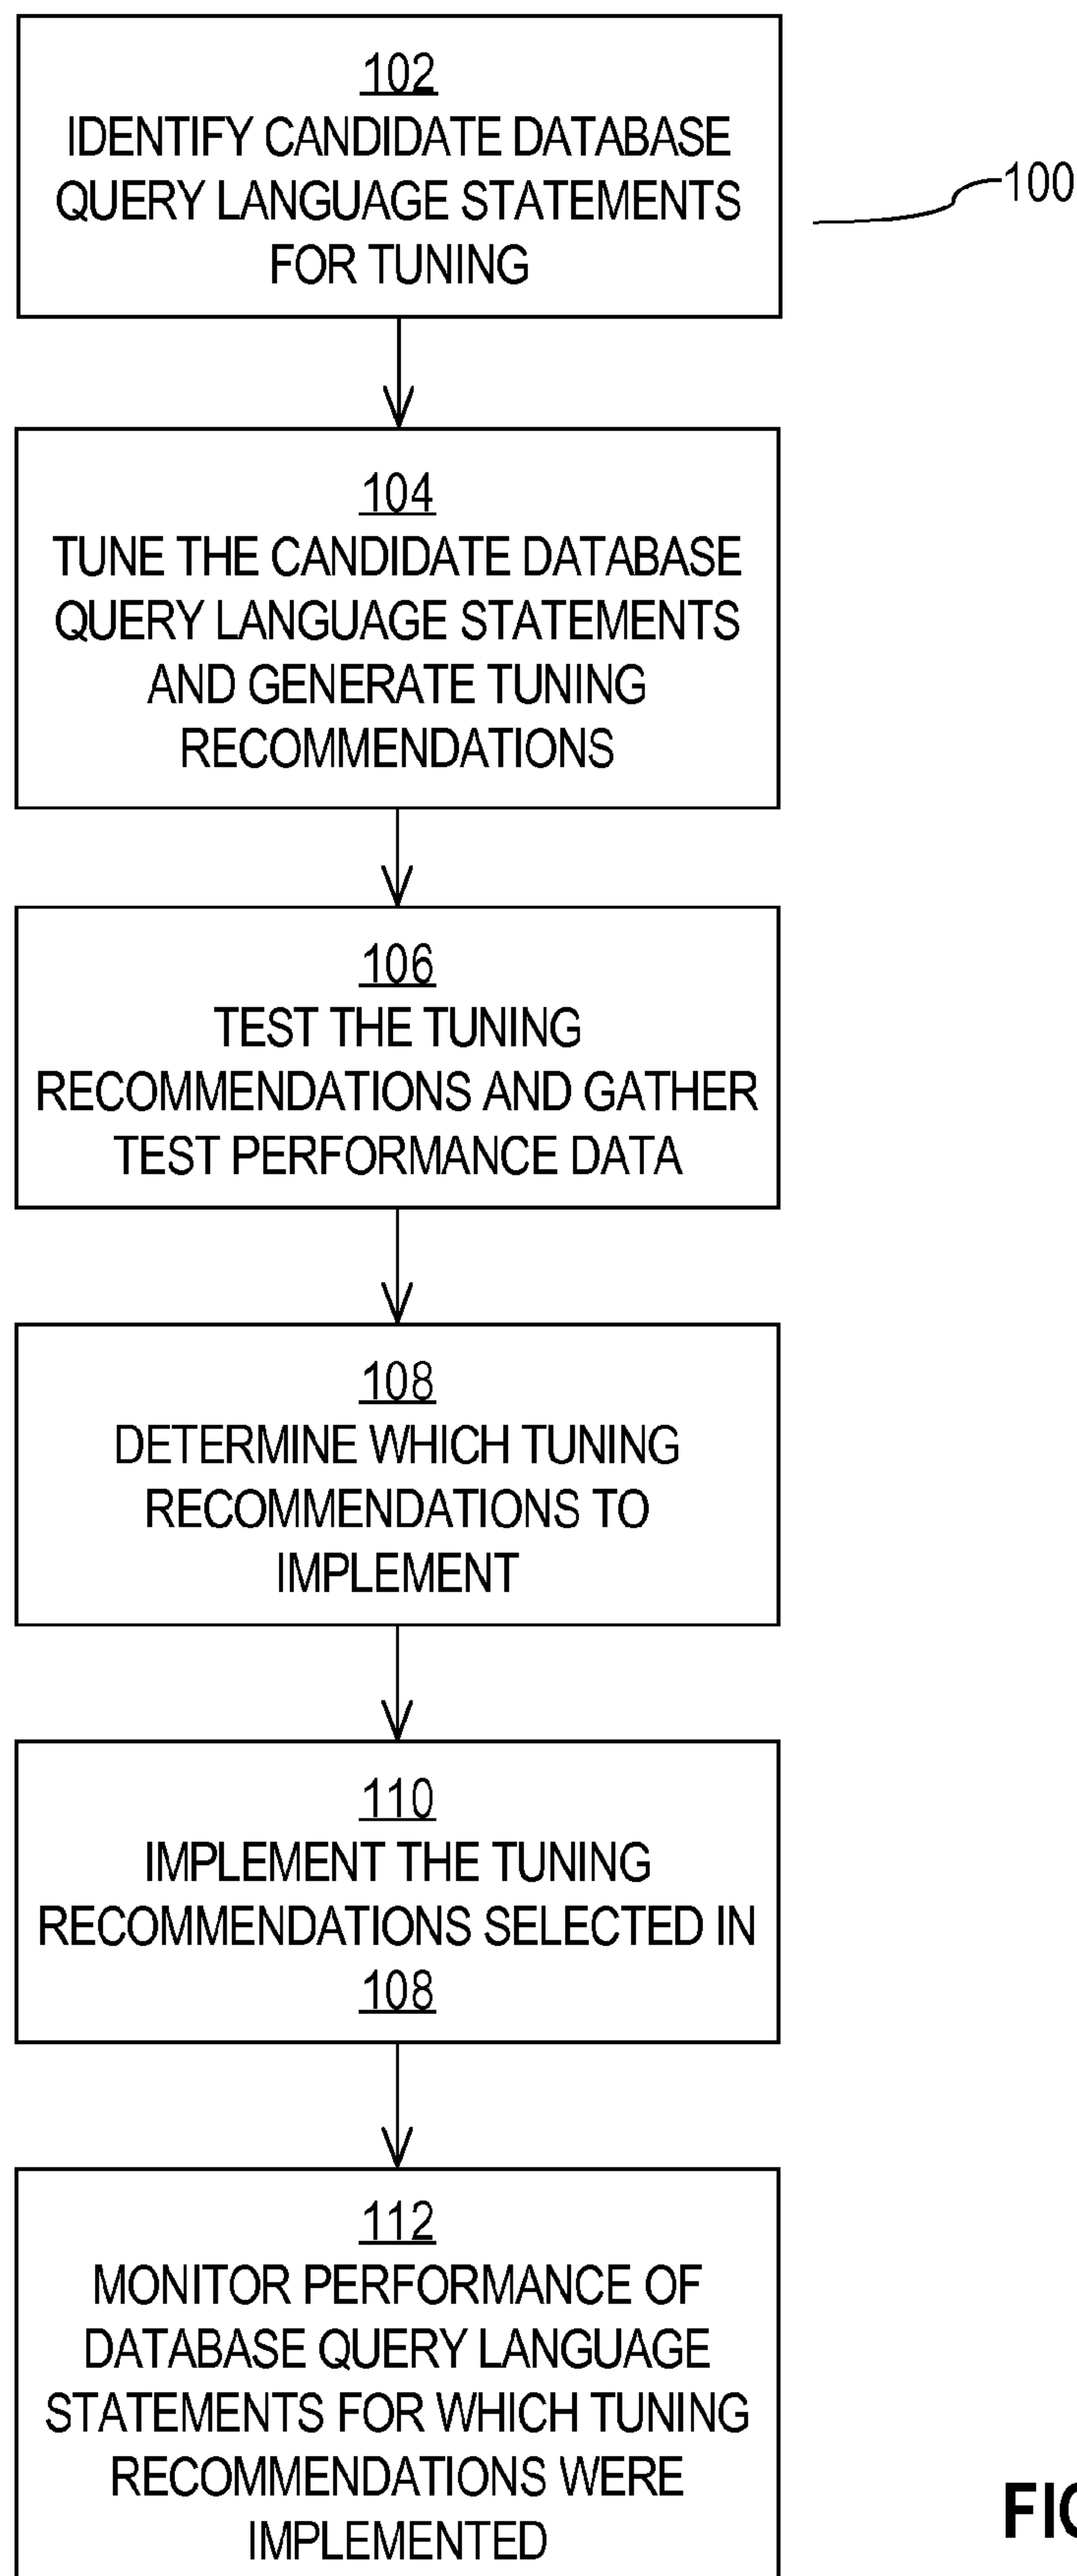 102
IDENTIFY CANDIDATE DATABASE
QUERY LANGUAGE STATEMENTS
FOR TUNING
100
104
TUNE THE CANDIDATE DATABASE
QUERY LANGUAGE STATEMENTS
AND GENERATE TUNING
RECOMMENDATIONS
106
TEST THE TUNING
RECOMMENDATIONS AND GATHER
TEST PERFORMANCE DATA
108
DETERMINE WHICH TUNING
RECOMMENDATIONS TO
IMPLEMENT
110
IMPLEMENT THE TUNING
RECOMMENDATIONS SELECTED IN
108
112
MONITOR PERFORMANCE OF
DATABASE QUERY LANGUAGE
STATEMENTS FOR WHICH TUNING
RECOMMENDATIONS WERE
IMPLEMENTED